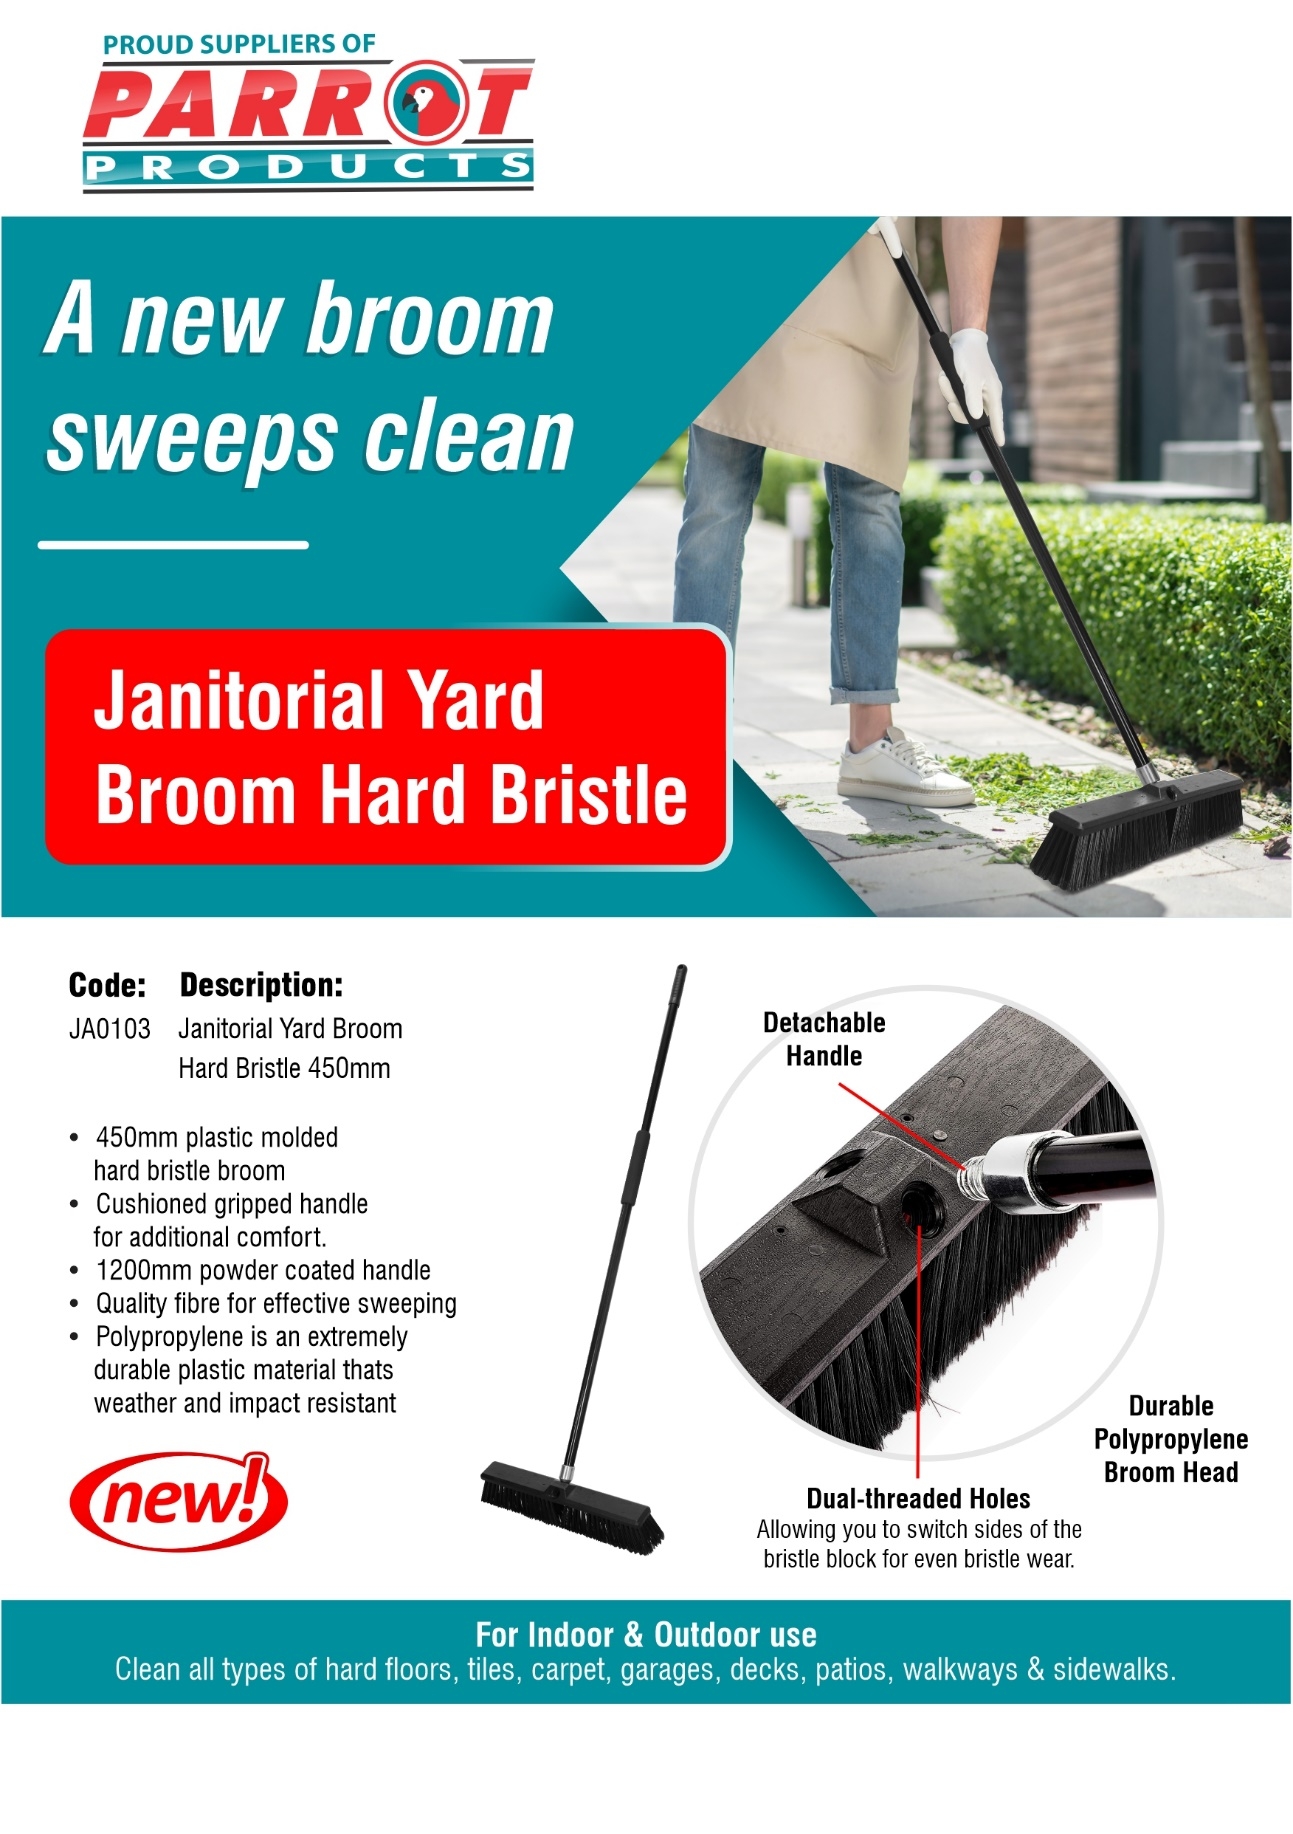 PROUD SUPPLIERS OF
PARROT
PRODUCTS
A new broom
sweeps clean
Janitorial Yard
Broom Hard Bristle
Code: Description:
JA0103 Janitorial Yard Broom
Hard Bristle 450mm
• 450mm plastic molded
hard bristle broom
• Cushioned gripped handle
for additional comfort.
• 1200mm powder coated handle
• Quality fibre for effective sweeping
• Polypropylene is an extremely
durable plastic material thats
weather and impact resistant
new!
Detachable
Handle
Durable
Polypropylene
Broom Head
Dual-threaded Holes
Allowing you to switch sides of the
bristle block for even bristle wear.
For Indoor & Outdoor use
Clean all types of hard floors, tiles, carpet, garages, decks, patios, walkways & sidewalks.